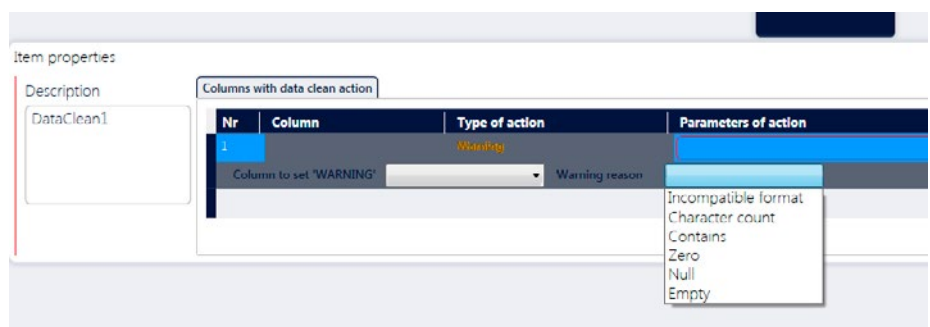 Item properties
Description
Columns with data clean action
DataClean1
Nr Column Type of action Parameters of action
1 Warning
Column to set 'WARNING' Warning reason
Incompatible format
Character count
Contains
Zero
Null
Empty